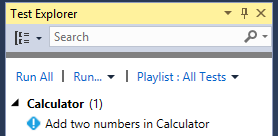 Test Explorer
Search
Run All | Run... | Playlist : All Tests
Calculator (1)
Add two numbers in Calculator